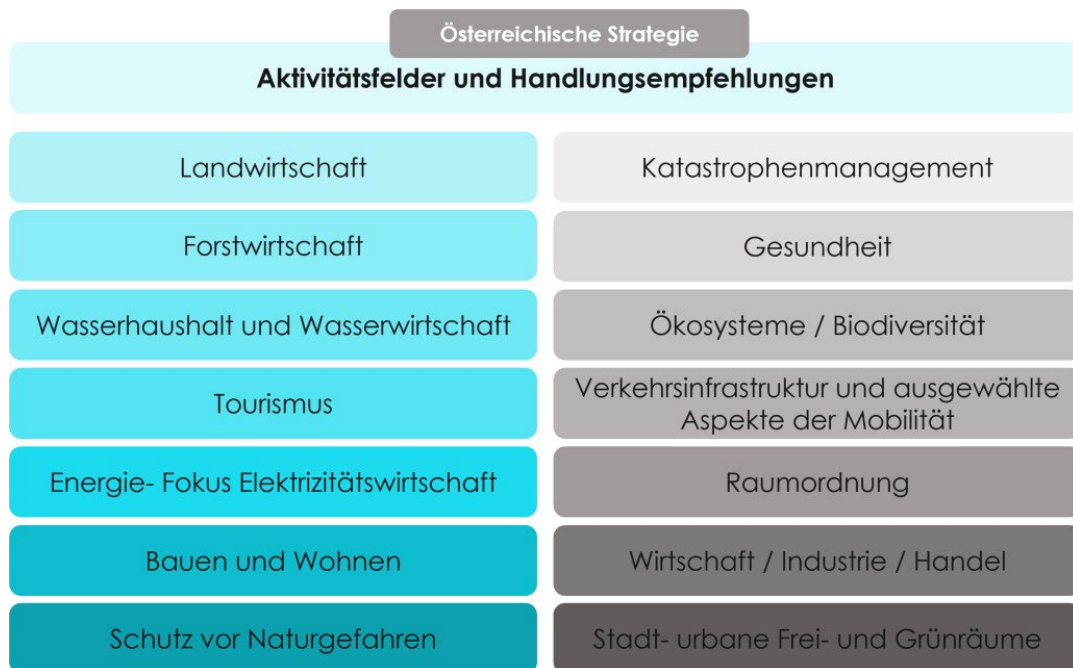 Österreichische Strategie
Aktivitätsfelder und Handlungsempfehlungen
Landwirtschaft
Forstwirtschaft
Wasserhaushalt und Wasserwirtschaft
Tourismus
Energie- Fokus Elektrizitätswirtschaft
Bauen und Wohnen
Schutz vor Naturgefahren
Katastrophenmanagement
Gesundheit
Ökosysteme / Biodiversität
Verkehrsinfrastruktur und ausgewählte
Aspekte der Mobilität
Raumordnung
Wirtschaft / Industrie / Handel
Stadt- urbane Frei- und Grünräume